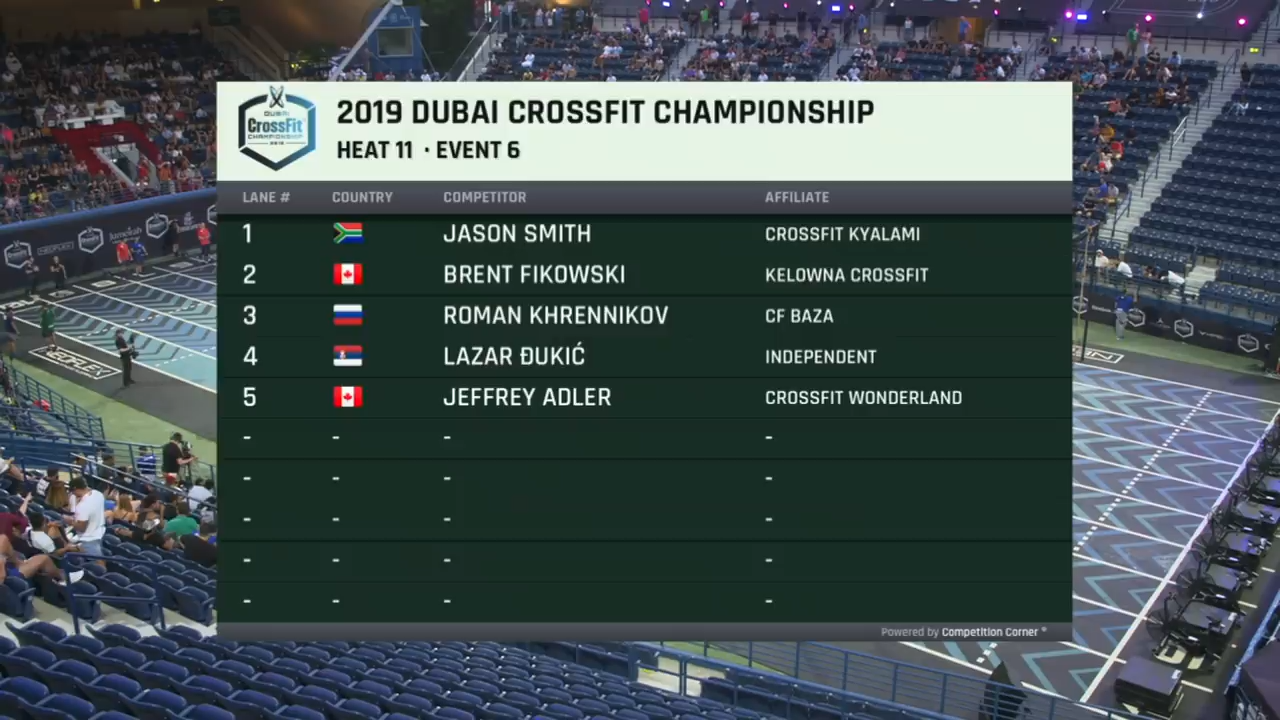 DUBAI
CrossFit
CHAMPIONSHIP
2019
2019 DUBAI CROSSFIT CHAMPIONSHIP
HEAT 11 · EVENT 6
LANE # COUNTRY COMPETITOR AFFILIATE
1 JASON SMITH CROSSFIT KYALAMI
2 BRENT FIKOWSKI KELOWNA CROSSFIT
3 ROMAN KHRENNIKOV CF BAZA
4 LAZAR ĐUKIĆ INDEPENDENT
5 JEFFREY ADLER CROSSFIT WONDERLAND
- - - -
- - - -
- - - -
- - - -
- - - -
Powered by Competition Corner ®